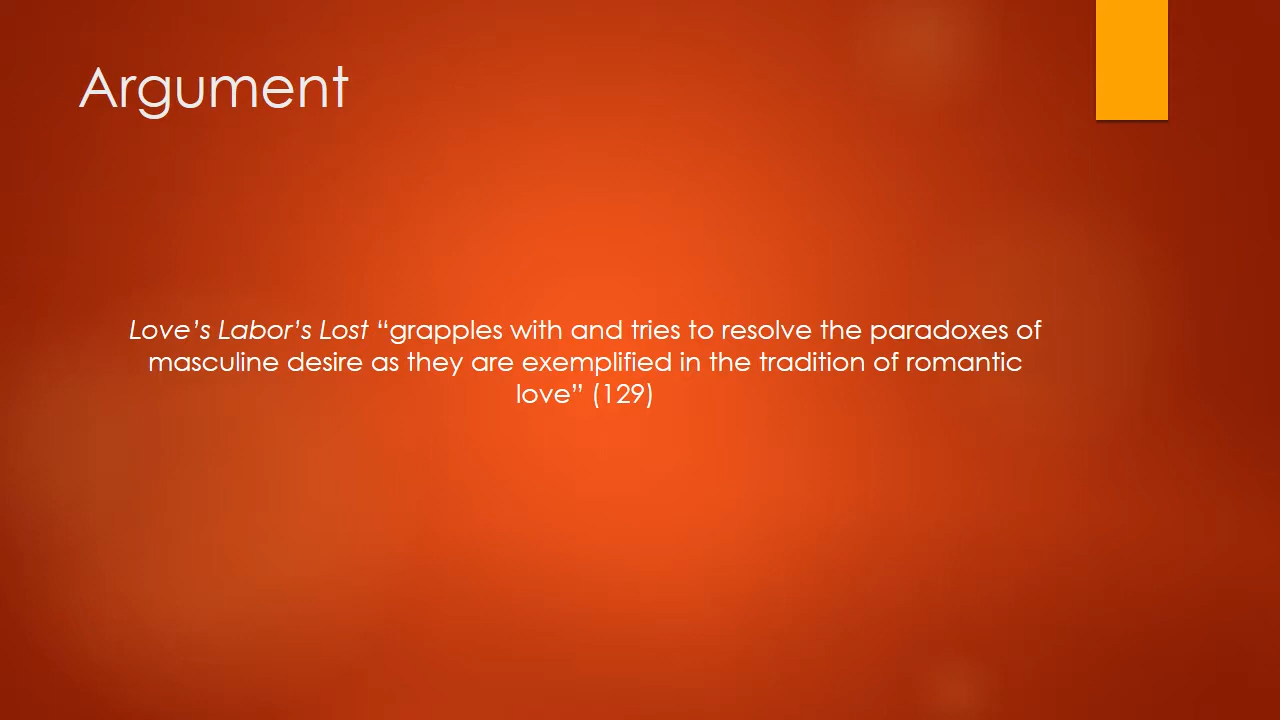 Argument
Love’s Labor’s Lost “grapples with and tries to resolve the paradoxes of
masculine desire as they are exemplified in the tradition of romantic
love” (129)